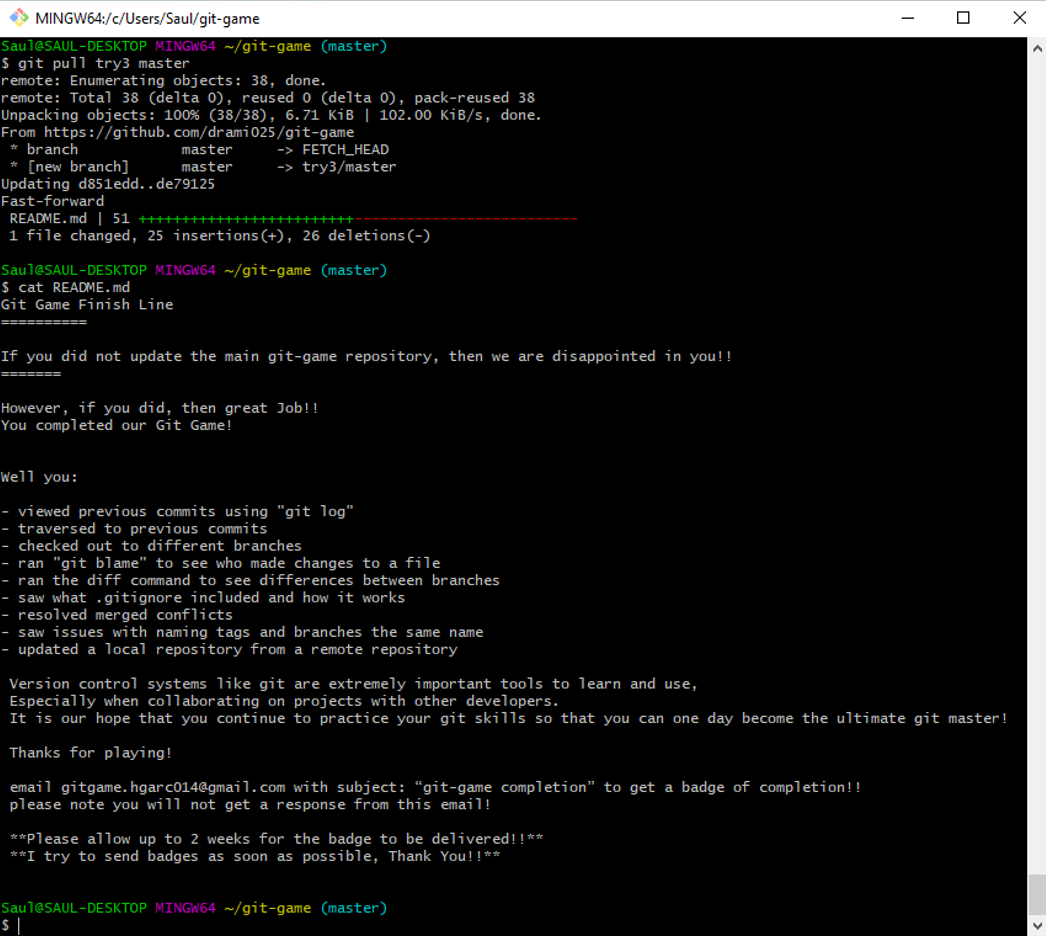 MINGW64:/c/Users/Saul/git-game
Saul@SAUL-DESKTOP MINGW64 ~/git-game (master)
$ git pull try3 master
remote: Enumerating objects: 38, done.
remote: Total 38 (delta 0), reused 0 (delta 0), pack-reused 38
Unpacking objects: 100% (38/38), 6.71 KiB | 102.00 KiB/s, done.
From https://github.com/drami025/git-game
 * branch            master     -> FETCH_HEAD
 * [new branch]      master     -> try3/master
Updating d851edd..de79125
Fast-forward
 README.md | 51 +++++++++++++++++++++++++--------------------------
 1 file changed, 25 insertions(+), 26 deletions(-)
Saul@SAUL-DESKTOP MINGW64 ~/git-game (master)
$ cat README.md
Git Game Finish Line
==========
If you did not update the main git-game repository, then we are disappointed in you!!
=======
However, if you did, then great Job!!
You completed our Git Game!
Well you:
- viewed previous commits using "git log"
- traversed to previous commits
- checked out to different branches
- ran "git blame" to see who made changes to a file
- ran the diff command to see differences between branches
- saw what .gitignore included and how it works
- resolved merged conflicts
- saw issues with naming tags and branches the same name
- updated a local repository from a remote repository
 Version control systems like git are extremely important tools to learn and use,
 Especially when collaborating on projects with other developers.
 It is our hope that you continue to practice your git skills so that you can one day become the ultimate git master!
 Thanks for playing!
 email gitgame.hgarc014@gmail.com with subject: “git-game completion” to get a badge of completion!!
 please note you will not get a response from this email!
 **Please allow up to 2 weeks for the badge to be delivered!!**
 **I try to send badges as soon as possible, Thank You!!**
Saul@SAUL-DESKTOP MINGW64 ~/git-game (master)
$